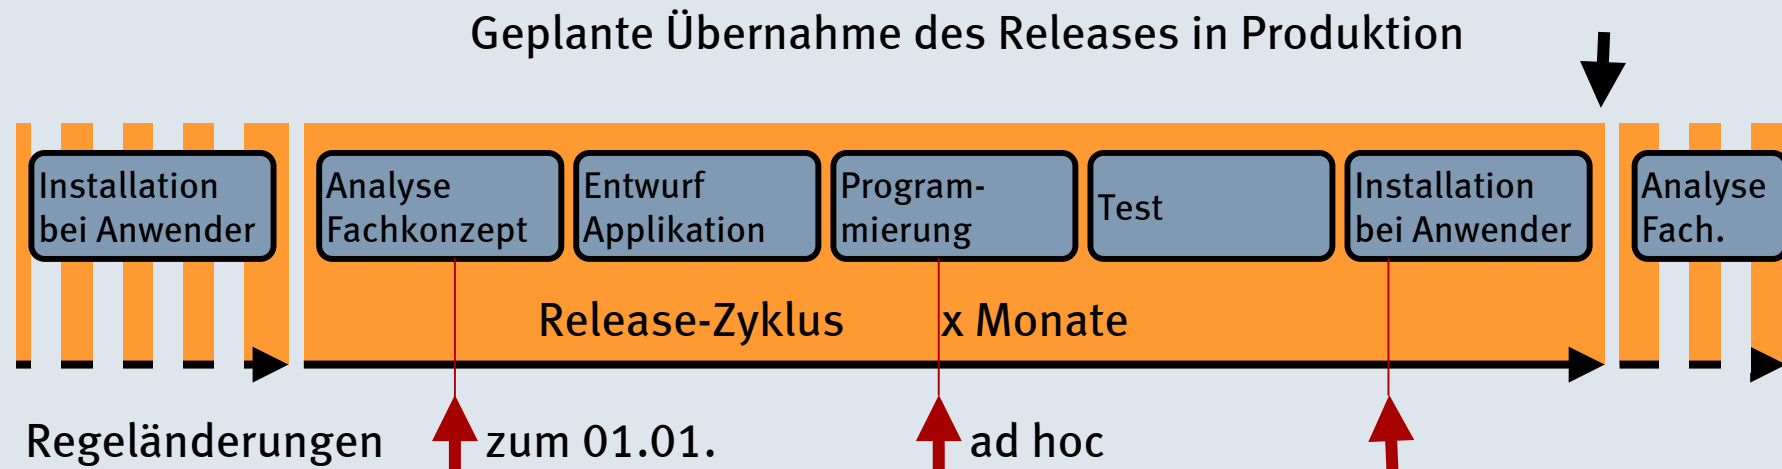 Geplante Übernahme des Releases in Produktion
Installation
bei Anwender
Analyse
Fachkonzept
Entwurf
Applikation
Program-
mierung
Test
Installation
bei Anwender
Analyse
Fach.
Release-Zyklus x Monate
Regeländerungen zum 01.01. ad hoc